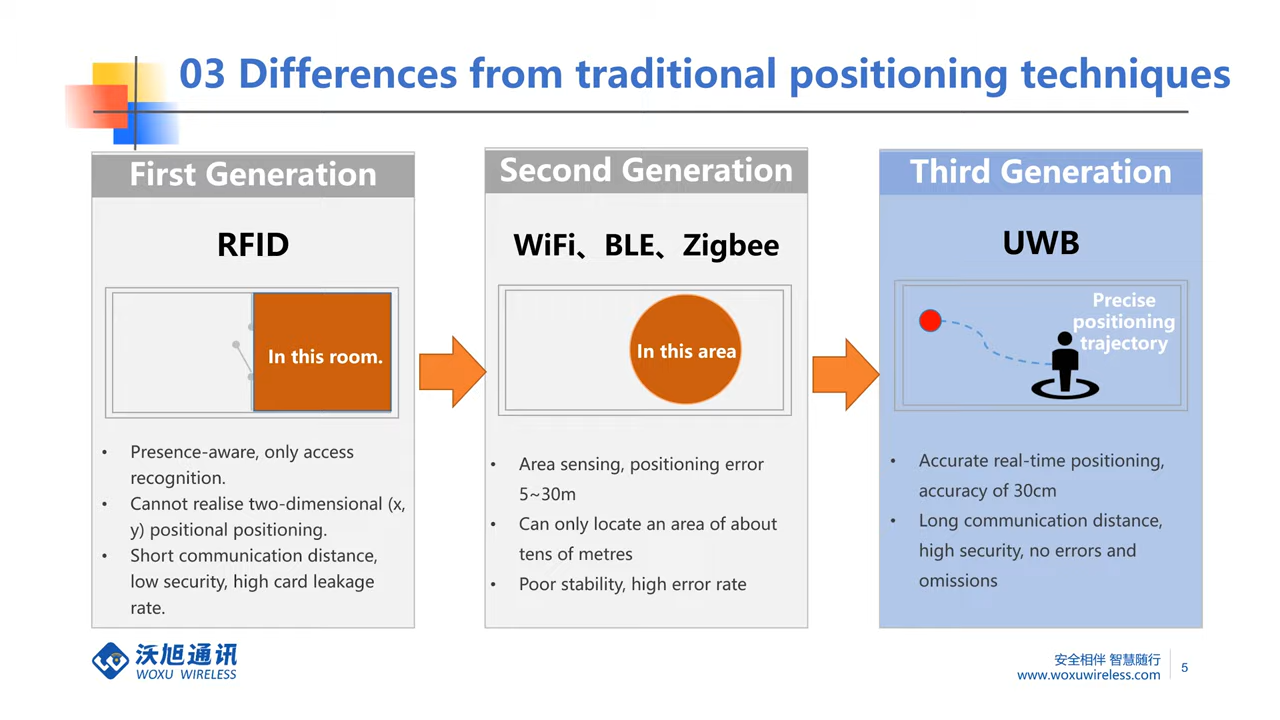 03 Differences from traditional positioning techniques
First Generation
RFID
In this room.
• Presence-aware, only access
recognition.
• Cannot realise two-dimensional (x,
y) positional positioning.
• Short communication distance,
low security, high card leakage
rate.
Second Generation
WiFi、BLE、Zigbee
In this area
• Area sensing, positioning error
5~30m
• Can only locate an area of about
tens of metres
• Poor stability, high error rate
Third Generation
UWB
Precise
positioning
trajectory
• Accurate real-time positioning,
accuracy of 30cm
• Long communication distance,
high security, no errors and
omissions
沃旭通讯
WOXU WIRELESS
安全相伴 智慧随行
www.woxuwireless.com
5